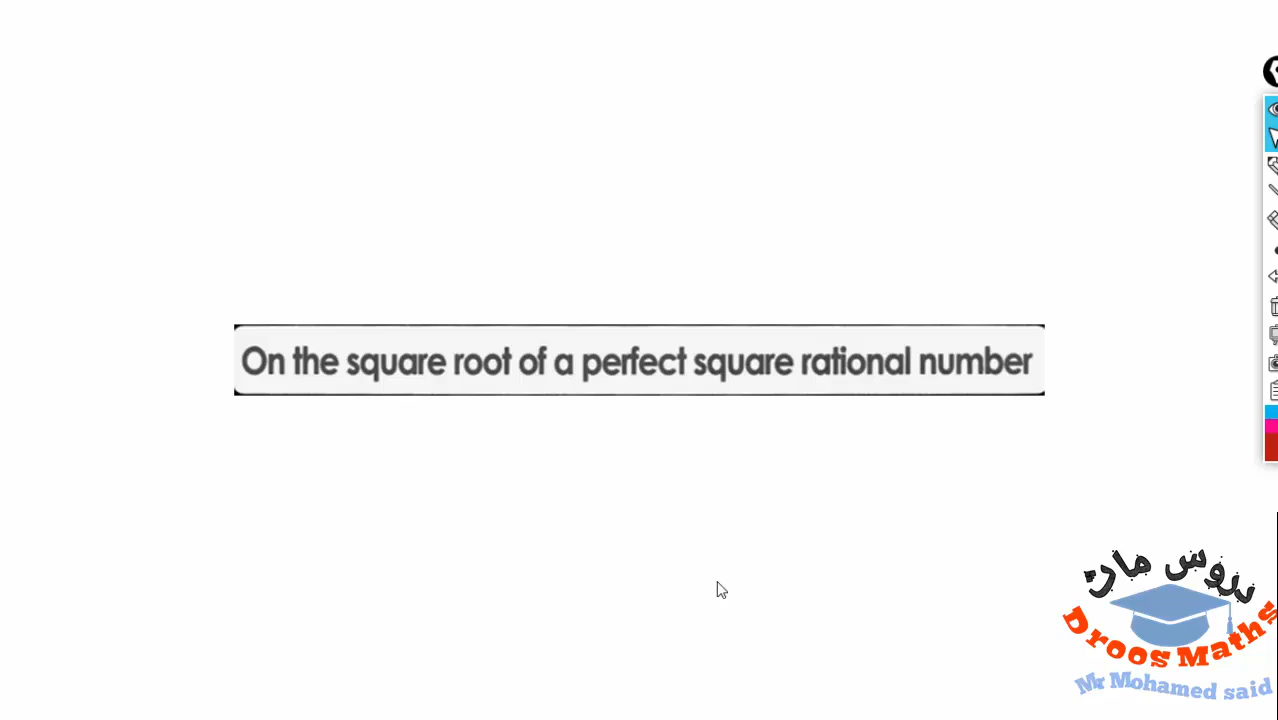 On the square root of a perfect square rational number
دروس ماث
Droos Maths
Mr Mohamed said